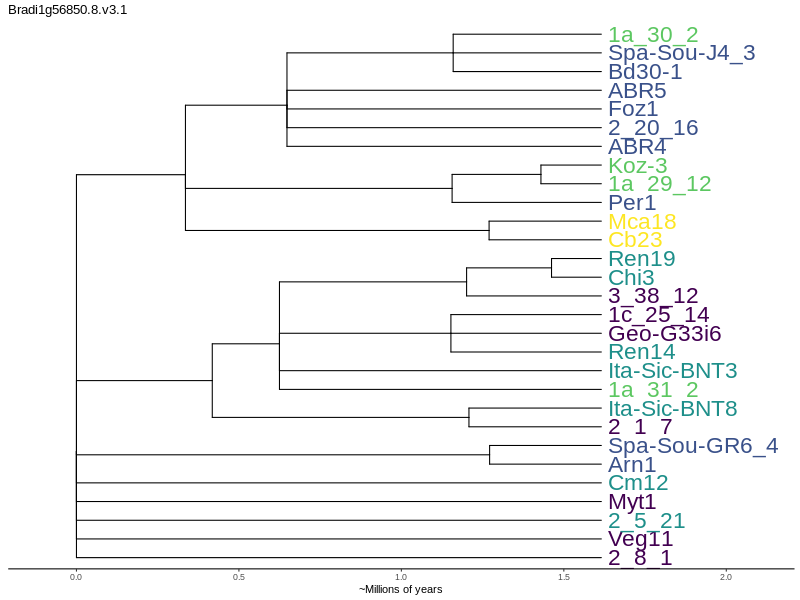 Bradi1g56850.8.v3.1
1a_30_2
Spa-Sou-J4_3
Bd30-1
ABR5
Foz1
2_20_16
ABR4
Koz-3
1a_29_12
Per1
Mca18
Cb23
Ren19
Chi3
3_38_12
1c_25_14
Geo-G33i6
Ren14
Ita-Sic-BNT3
1a_31_2
Ita-Sic-BNT8
2_1_7
Spa-Sou-GR6_4
Arn1
Cm12
Myt1
2_5_21
Veg11
2_8_1
0.0 0.5 1.0 1.5 2.0
~Millions of years